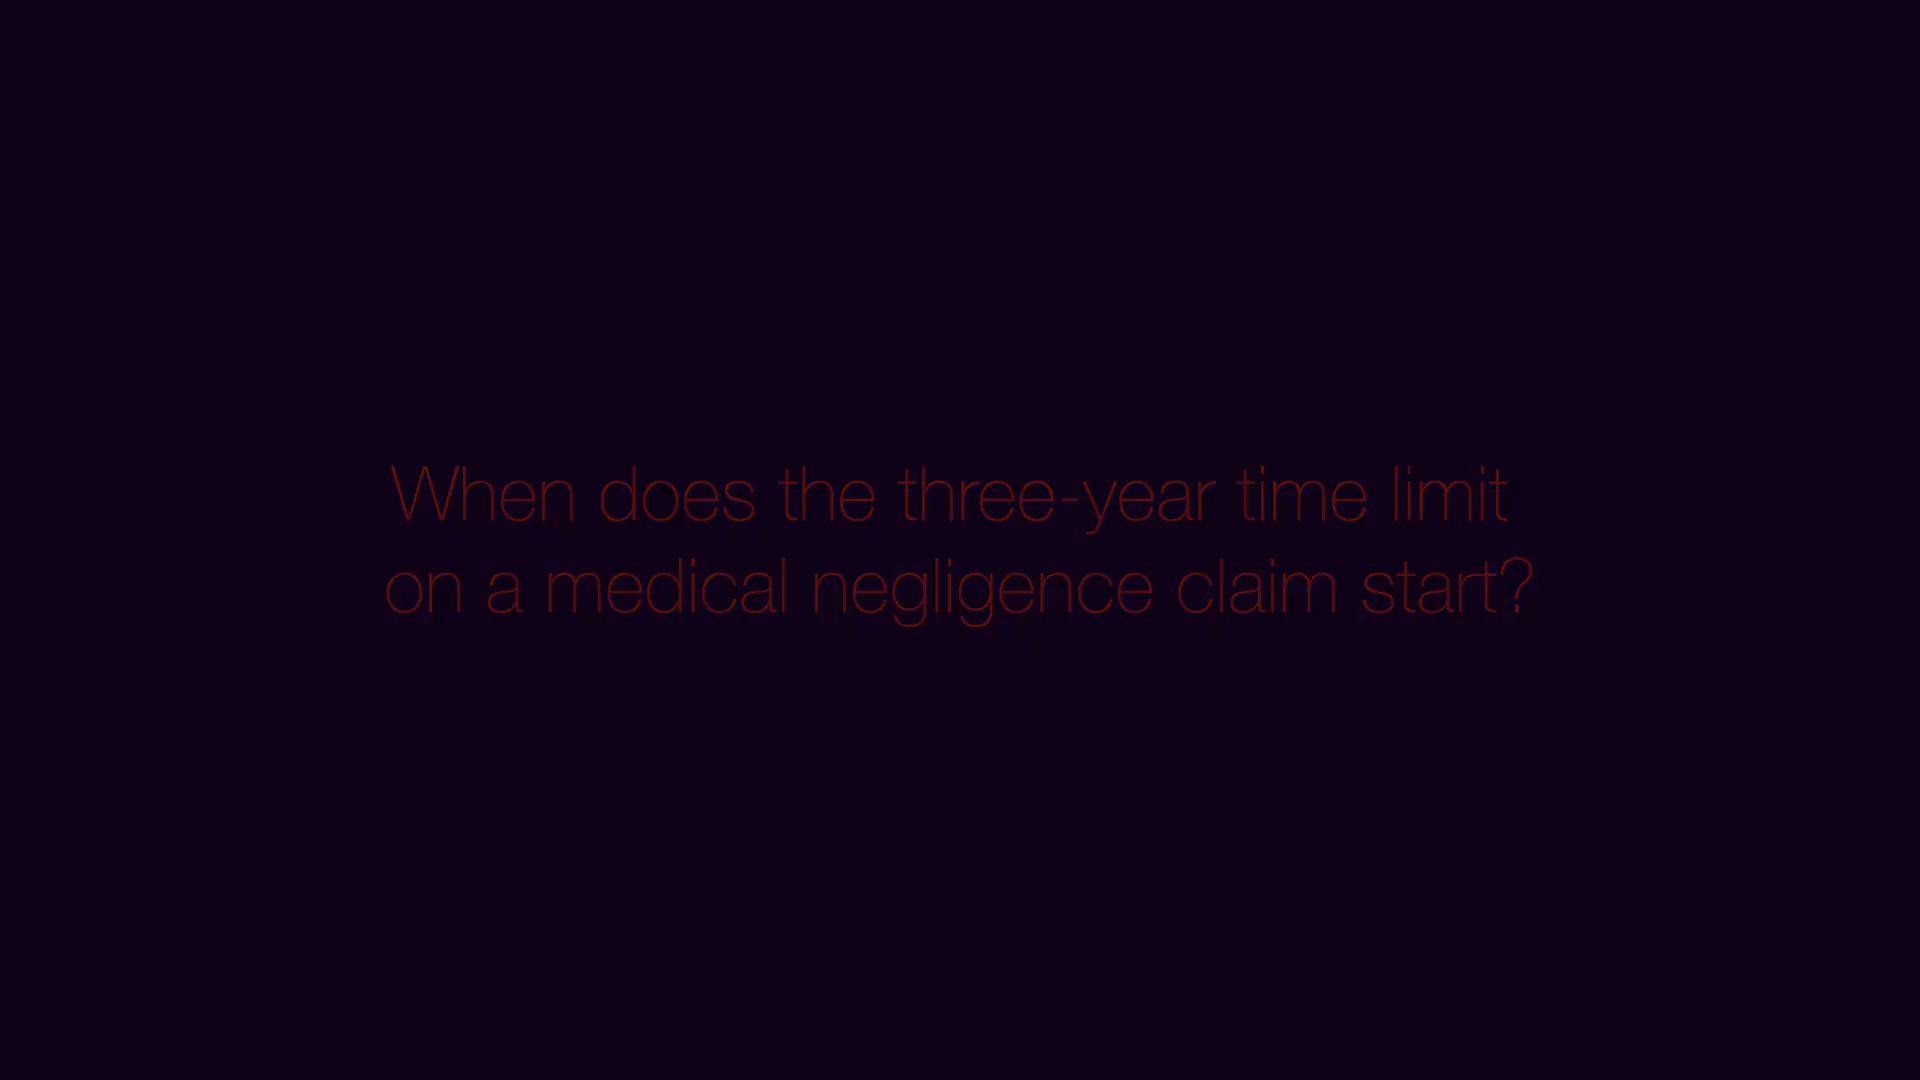 When does the three-year time limit
on a medical negligence claim start?